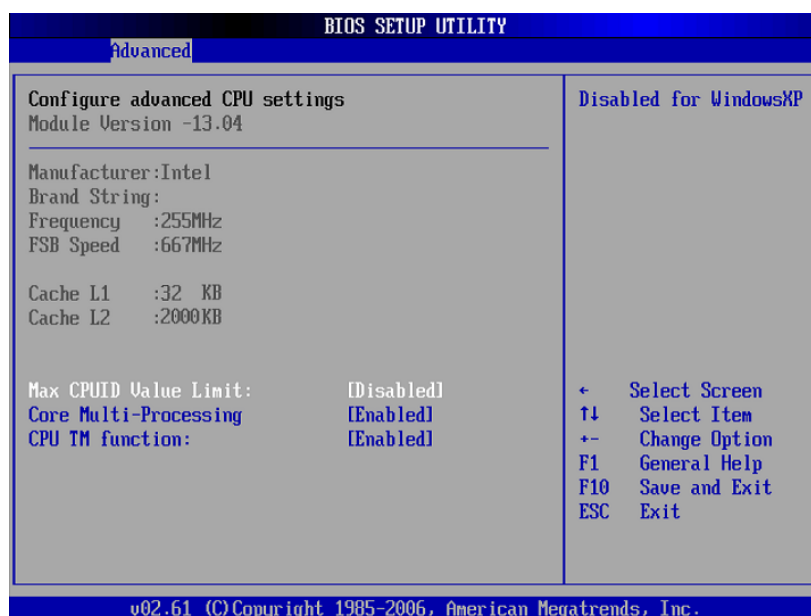 BIOS SETUP UTILITY
Advanced
Configure advanced CPU settings
Module Version -13.04
Manufacturer:Intel
Brand String:
Frequency :255MHz
FSB Speed :667MHz
Cache L1 :32 KB
Cache L2 :2000KB
Max CPUID Value Limit: [Disabled]
Core Multi-Processing [Enabled]
CPU TM function: [Enabled]
Disabled for WindowsXP
← Select Screen
↑↓ Select Item
+- Change Option
F1 General Help
F10 Save and Exit
ESC Exit
v02.61 (C)Copyright 1985-2006, American Megatrends, Inc.